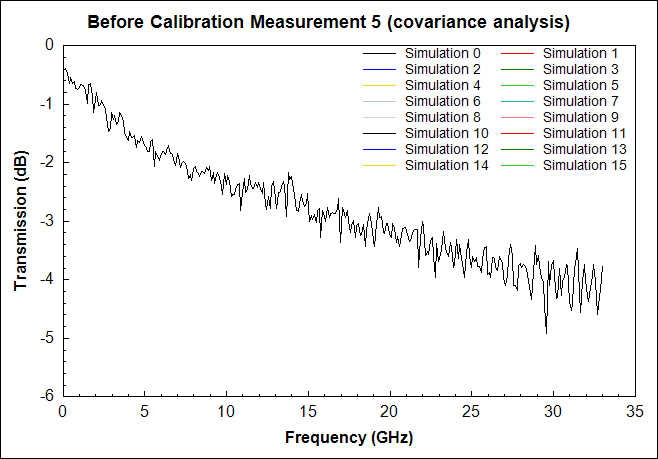 Before Calibration Measurement 5 (covariance analysis)
0
-1
-2
-3
-4
-5
-6
Transmission (dB)
Simulation 0 Simulation 1
Simulation 2 Simulation 3
Simulation 4 Simulation 5
Simulation 6 Simulation 7
Simulation 8 Simulation 9
Simulation 10 Simulation 11
Simulation 12 Simulation 13
Simulation 14 Simulation 15
0 5 10 15 20 25 30 35
Frequency (GHz)